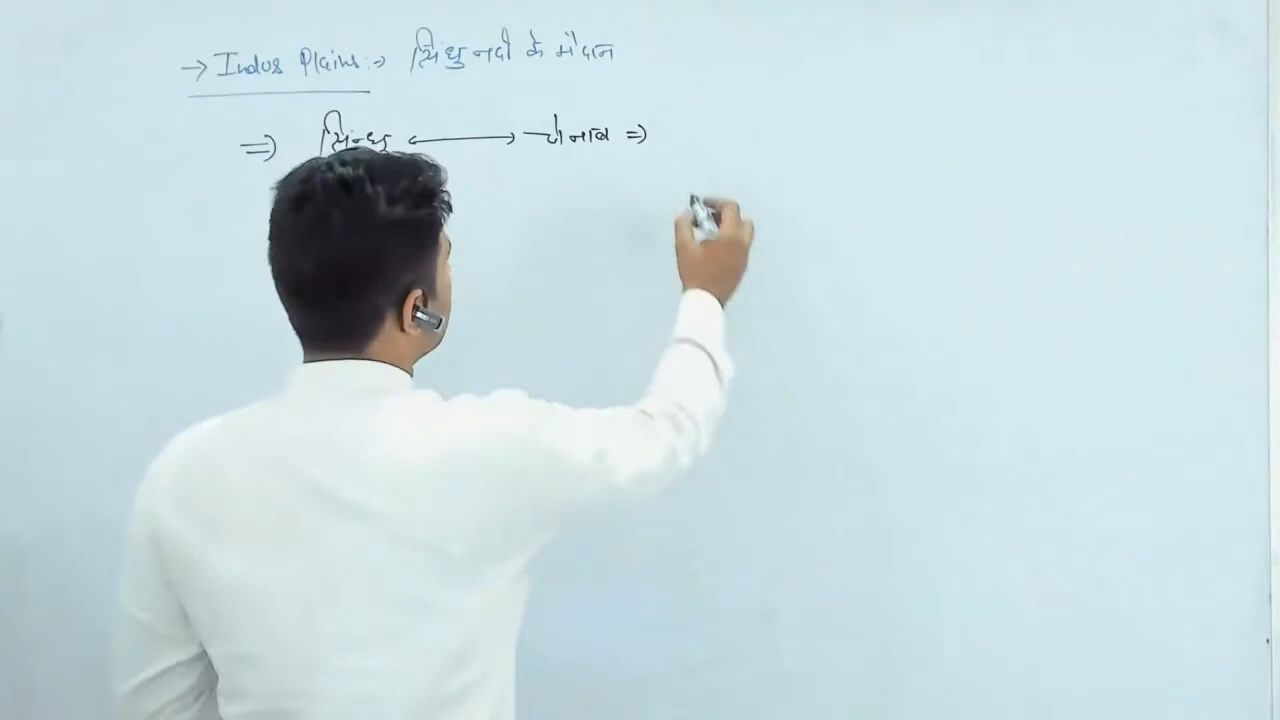 → Indus Plains :⇒ सिंधु नदी के मैदान
⇒ सिन्धु ↔ चेनाब ⇒